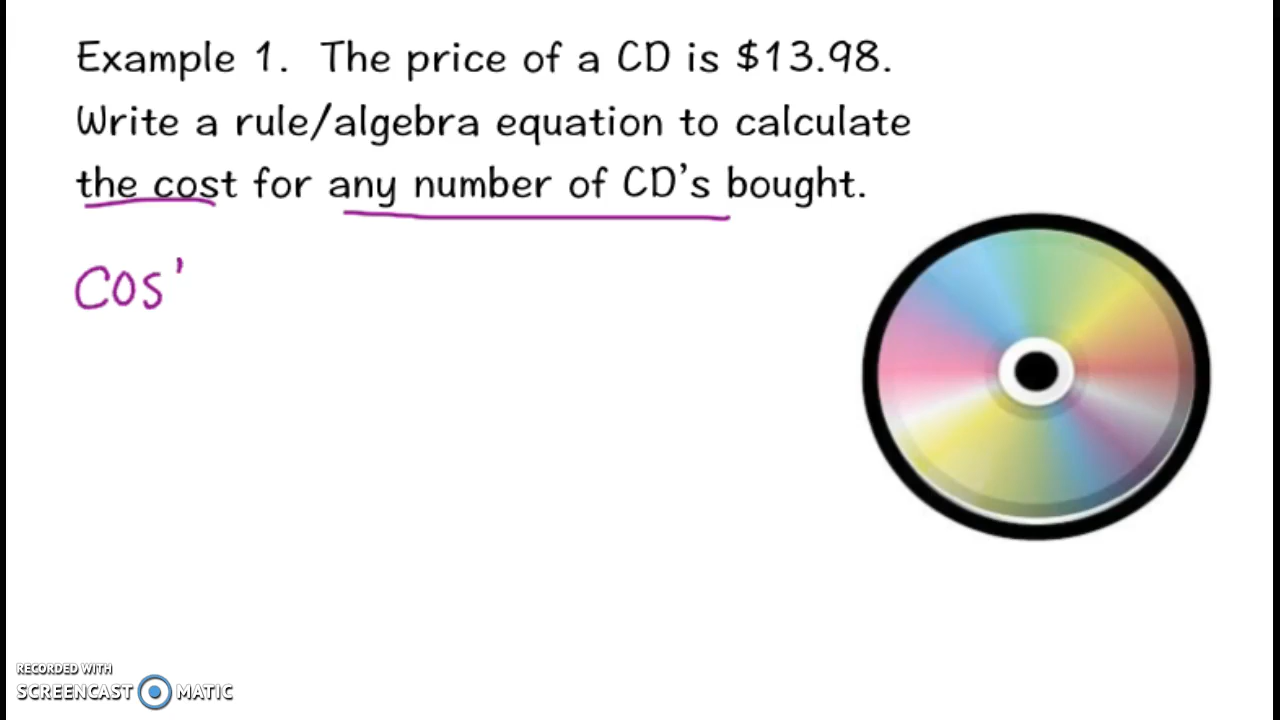 Example 1. The price of a CD is $13.98.
Write a rule/algebra equation to calculate
the cost for any number of CD's bought.
Cos'
RECORDED WITH
SCREENCAST MATIC